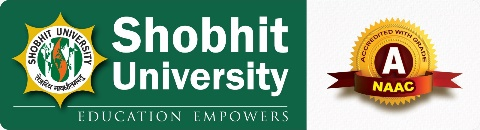 SHOBHIT UNIVERSITY
Shobhit
University
EDUCATION EMPOWERS
ACCREDITED WITH GRADE
A
NAAC